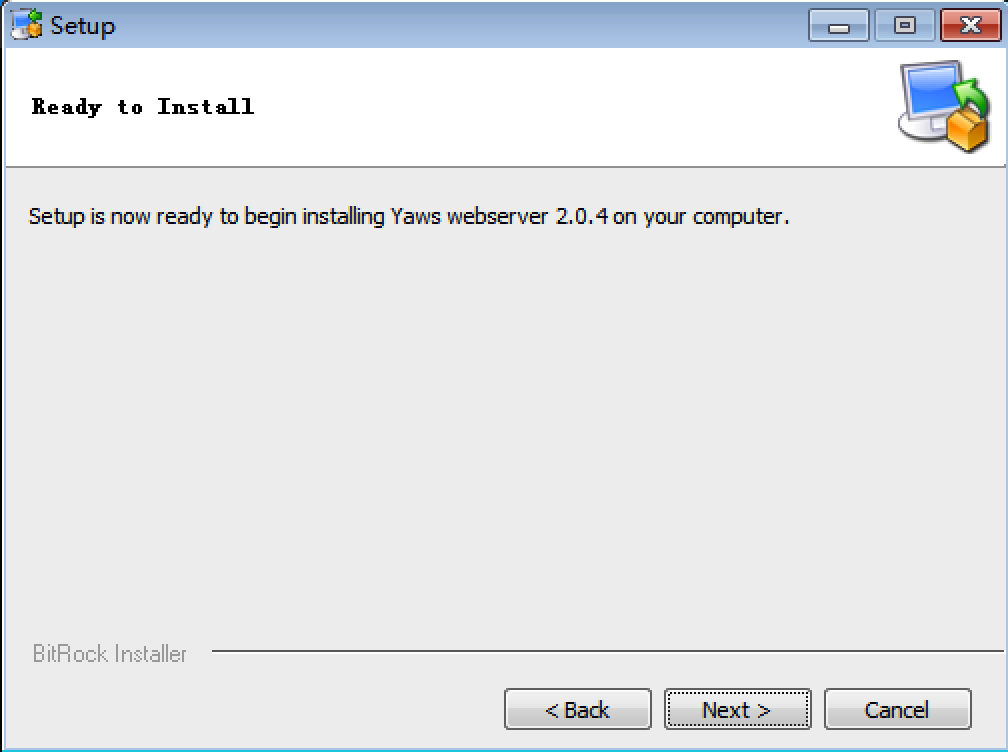 Setup
Ready to Install
Setup is now ready to begin installing Yaws webserver 2.0.4 on your computer.
BitRock Installer
< Back
Next >
Cancel